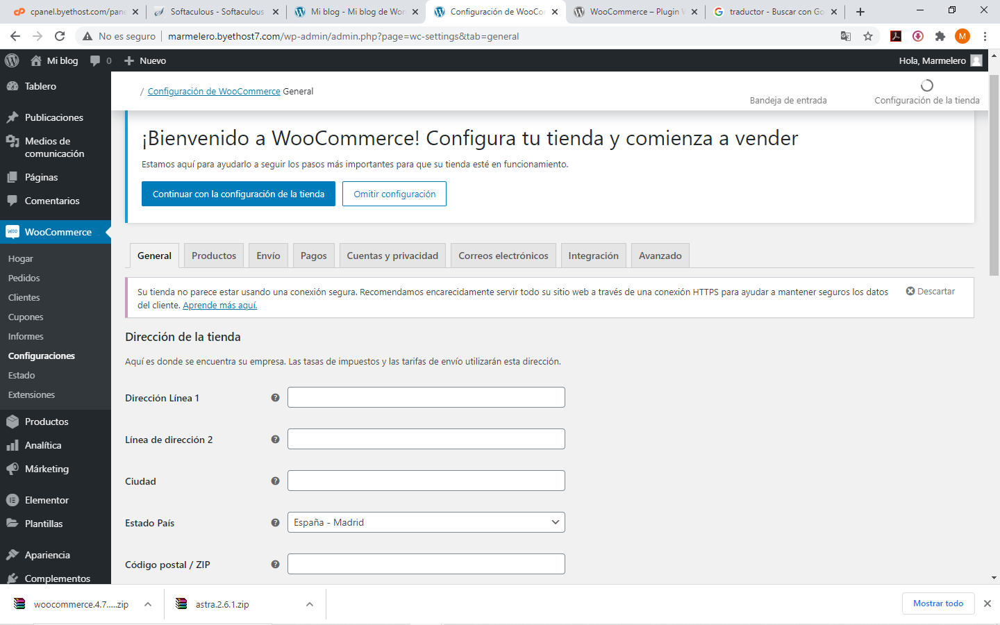 cpanel.byethost.com/pane
Softaculous - Softaculous
Mi blog - Mi blog de Wor
Configuración de WooCom
WooCommerce – Plugin W
traductor - Buscar con Go
No es seguro
marmelero.byethost7.com/wp-admin/admin.php?page=wc-settings&tab=general
M
Mi blog
0
Nuevo
Hola, Marmelero
Tablero
Publicaciones
Medios de
comunicación
Páginas
Comentarios
WooCommerce
Hogar
Pedidos
Clientes
Cupones
Informes
Configuraciones
Estado
Extensiones
Productos
Analítica
Márketing
Elementor
Plantillas
Apariencia
Complementos
/ Configuración de WooCommerce General
Bandeja de entrada
Configuración de la tienda
¡Bienvenido a WooCommerce! Configura tu tienda y comienza a vender
Estamos aquí para ayudarlo a seguir los pasos más importantes para que su tienda esté en funcionamiento.
Continuar con la configuración de la tienda
Omitir configuración
General
Productos
Envío
Pagos
Cuentas y privacidad
Correos electrónicos
Integración
Avanzado
Su tienda no parece estar usando una conexión segura. Recomendamos encarecidamente servir todo su sitio web a través de una conexión HTTPS para ayudar a mantener seguros los datos
del cliente. Aprende más aquí.
Descartar
Dirección de la tienda
Aquí es donde se encuentra su empresa. Las tasas de impuestos y las tarifas de envío utilizarán esta dirección.
Dirección Línea 1
Línea de dirección 2
Ciudad
Estado País
España - Madrid
Código postal / ZIP
woocommerce.4.7.....zip
astra.2.6.1.zip
Mostrar todo